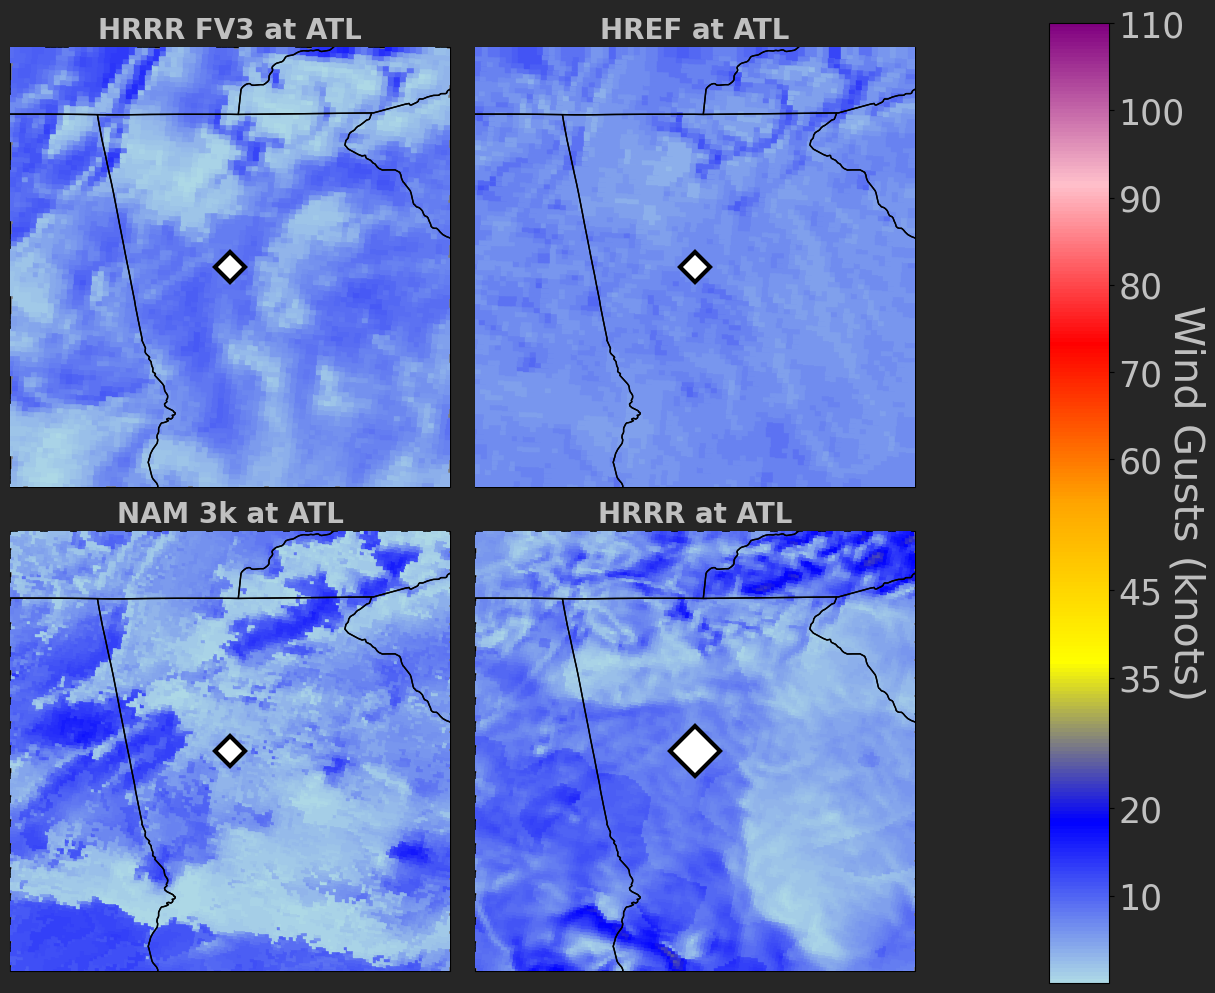 HRRR FV3 at ATL
HREF at ATL
NAM 3k at ATL
HRRR at ATL
110
100
90
80
70
60
45
35
20
10
Wind Gusts (knots)